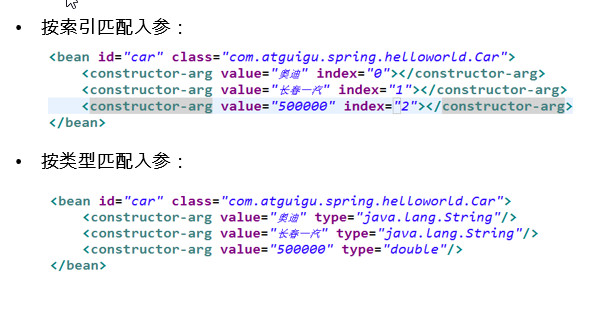 • 按索引匹配入参：
<bean id="car" class="com.atguigu.spring.helloworld.Car">
<constructor-arg value="奥迪" index="0"></constructor-arg>
<constructor-arg value="长春一汽" index="1"></constructor-arg>
<constructor-arg value="500000" index="2"></constructor-arg>
</bean>
• 按类型匹配入参：
<bean id="car" class="com.atguigu.spring.helloworld.Car">
<constructor-arg value="奥迪" type="java.lang.String"/>
<constructor-arg value="长春一汽" type="java.lang.String"/>
<constructor-arg value="500000" type="double"/>
</bean>